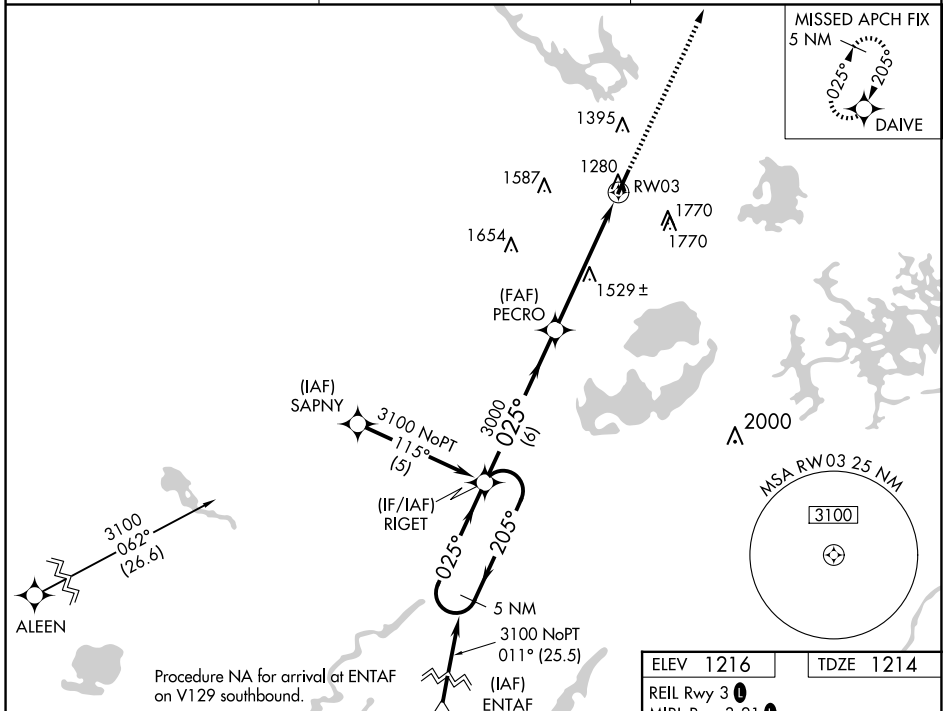 MISSED APCH FIX
5 NM
025°
205°
DAIVE
1395
1280
RW03
1587
1770
1770
1654
1529 ±
(FAF)
PECRO
(IAF)
SAPNY
3100 NoPT
115°
(5)
3000
025°
(6)
2000
(IF/IAF)
RIGET
MSA RW03 25 NM
3100
3100
062°
(26.6)
025°
205°
ALEEN
5 NM
3100 NoPT
011° (25.5)
(IAF)
ENTAF
Procedure NA for arrival at ENTAF
on V129 southbound.
ELEV 1216
TDZE 1214
REIL Rwy 3 L